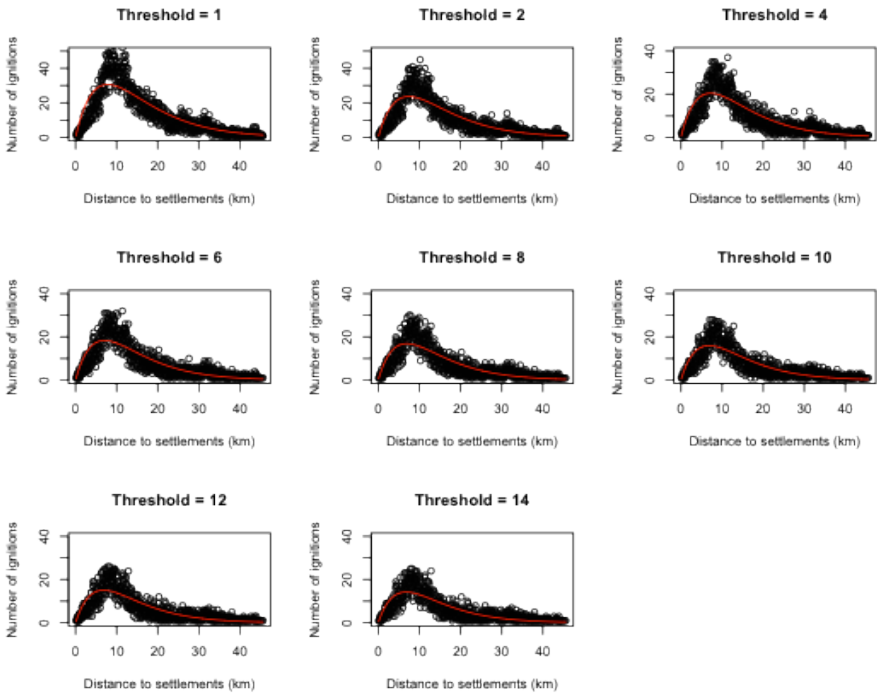 Threshold = 1
Number of ignitions
0 20 40
0 10 20 30 40
Distance to settlements (km)
Threshold = 2
Number of ignitions
0 20 40
0 10 20 30 40
Distance to settlements (km)
Threshold = 4
Number of ignitions
0 20 40
0 10 20 30 40
Distance to settlements (km)
Threshold = 6
Number of ignitions
0 20 40
0 10 20 30 40
Distance to settlements (km)
Threshold = 8
Number of ignitions
0 20 40
0 10 20 30 40
Distance to settlements (km)
Threshold = 10
Number of ignitions
0 20 40
0 10 20 30 40
Distance to settlements (km)
Threshold = 12
Number of ignitions
0 20 40
0 10 20 30 40
Distance to settlements (km)
Threshold = 14
Number of ignitions
0 20 40
0 10 20 30 40
Distance to settlements (km)